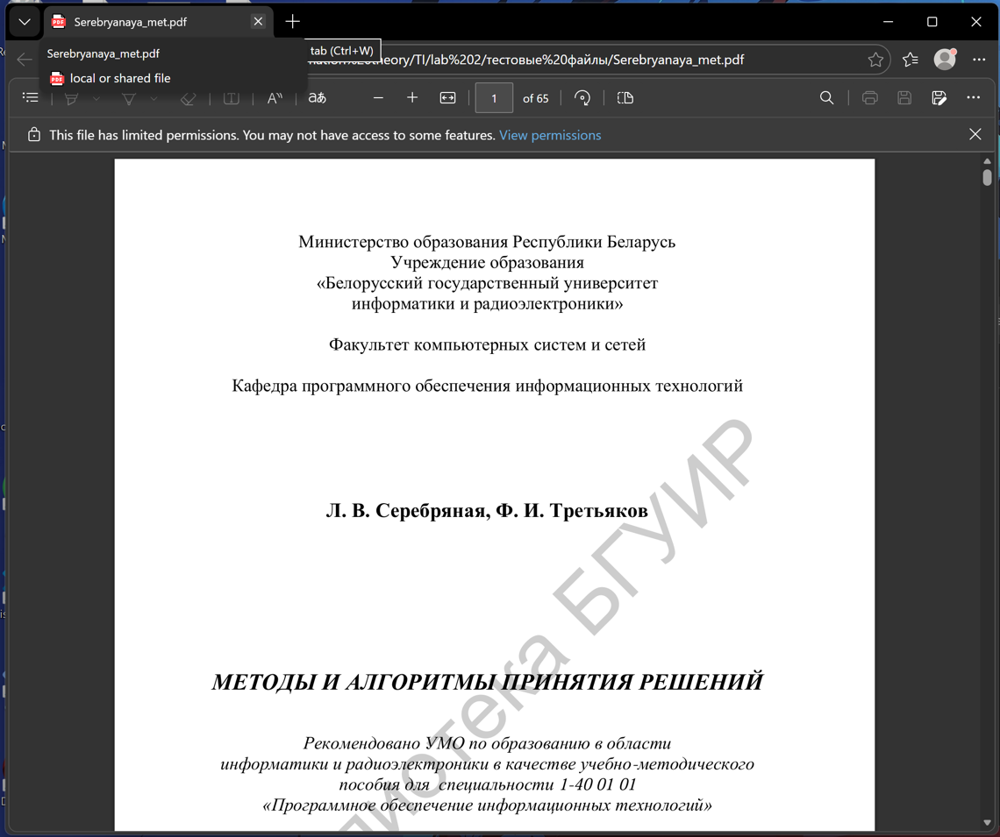 Serebryanaya_met.pdf
Serebryanaya_met.pdf
local or shared file
tab (Ctrl+W)
theory/TI/lab%202/тестовые%20файлы/Serebryanaya_met.pdf
1 of 65
This file has limited permissions. You may not have access to some features. View permissions
Министерство образования Республики Беларусь
Учреждение образования
«Белорусский государственный университет
информатики и радиоэлектроники»
Факультет компьютерных систем и сетей
Кафедра программного обеспечения информационных технологий
Л. В. Серебряная, Ф. И. Третьяков
МЕТОДЫ И АЛГОРИТМЫ ПРИНЯТИЯ РЕШЕНИЙ
Рекомендовано УМО по образованию в области
информатики и радиоэлектроники в качестве учебно-методического
пособия для специальности 1-40 01 01
«Программное обеспечение информационных технологий»
БГУИР